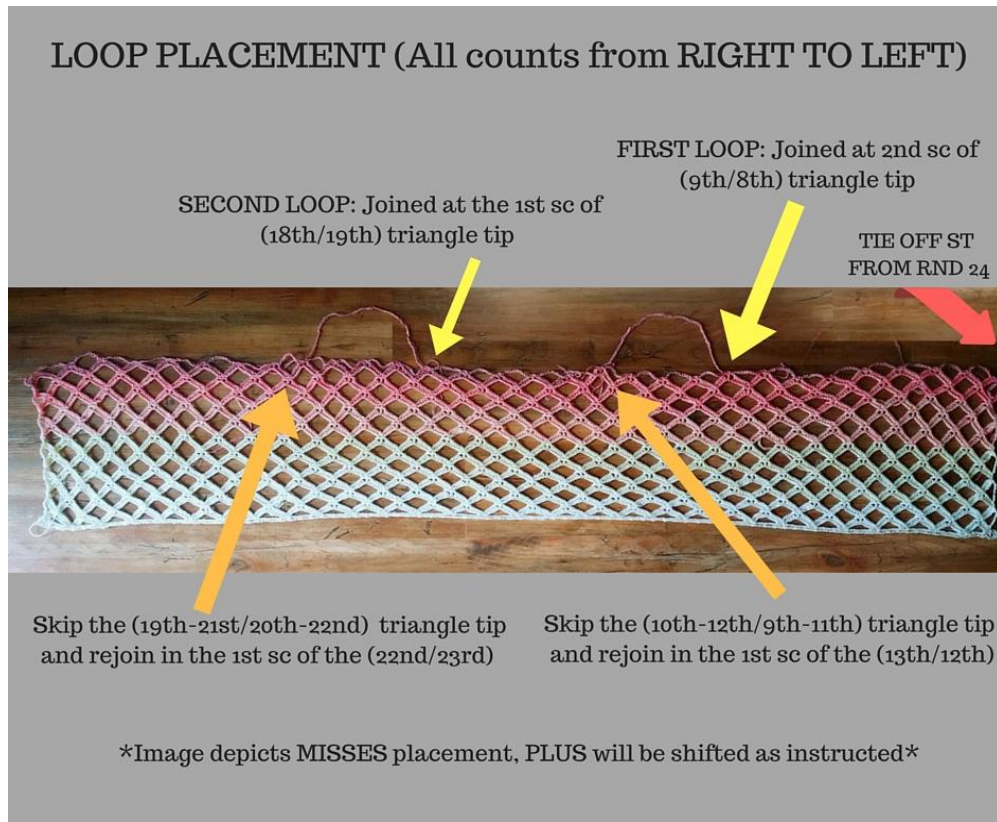 LOOP PLACEMENT (All counts from RIGHT TO LEFT)
FIRST LOOP: Joined at 2nd sc of
(9th/8th) triangle tip
SECOND LOOP: Joined at the 1st sc of
(18th/19th) triangle tip
TIE OFF ST
FROM RND 24
Skip the (19th-21st/20th-22nd) triangle tip
and rejoin in the 1st sc of the (22nd/23rd)
Skip the (10th-12th/9th-11th) triangle tip
and rejoin in the 1st sc of the (13th/12th)
*Image depicts MISSES placement, PLUS will be shifted as instructed*